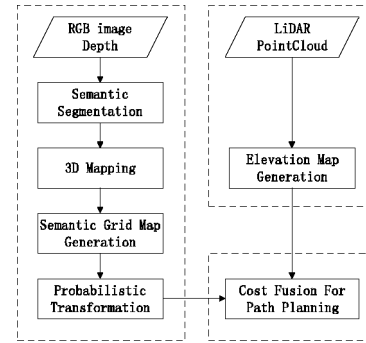 RGB image
Depth
Semantic
Segmentation
3D Mapping
Semantic Grid Map
Generation
Probabilistic
Transformation
LiDAR
PointCloud
Elevation Map
Generation
Cost Fusion For
Path Planning